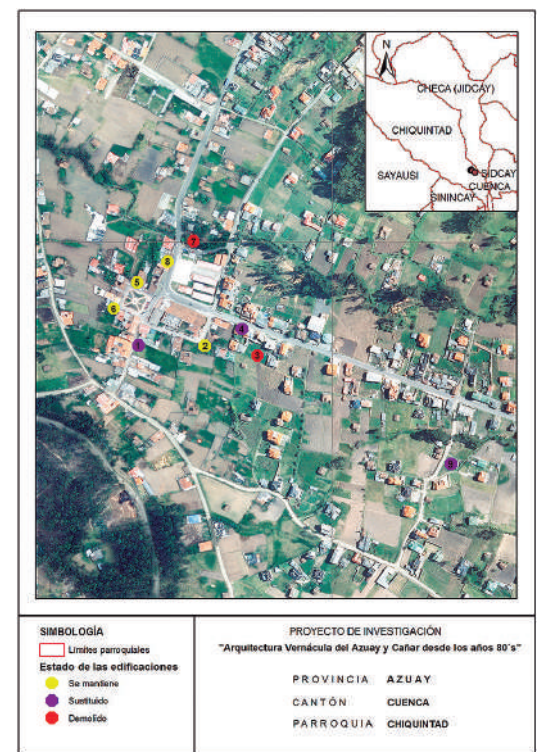 N
CHECA (JIDCAY)
CHIQUINTAD
SAYAUSI
SIDCAY
CUENCA
SININCAY
7
8
5
6
4
1
2
3
9
SIMBOLOGÍA
Límites parroquiales
Estado de las edificaciones
Se mantiene
Sustituido
Demolido
PROYECTO DE INVESTIGACIÓN
"Arquitectura Vernácula del Azuay y Cañar desde los años 80´s"
PROVINCIA AZUAY
CANTÓN CUENCA
PARROQUIA CHIQUINTAD